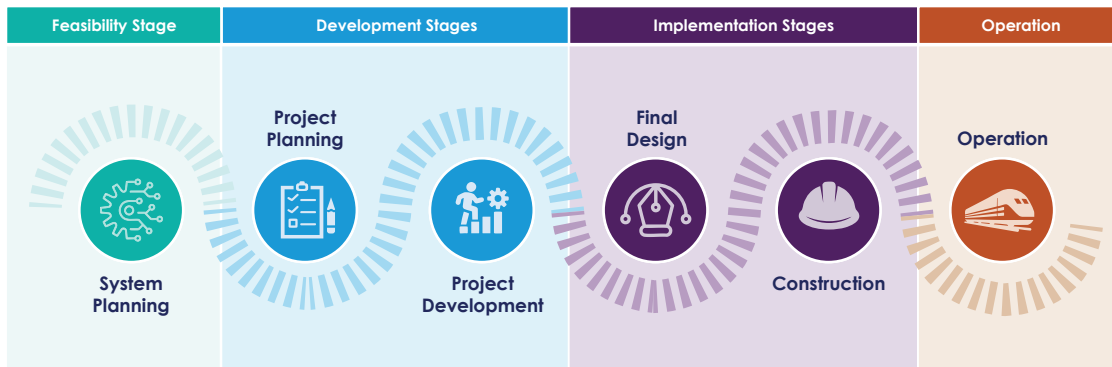 Feasibility Stage
Development Stages
Implementation Stages
Operation
System
Planning
Project
Planning
Project
Development
Final
Design
Construction
Operation